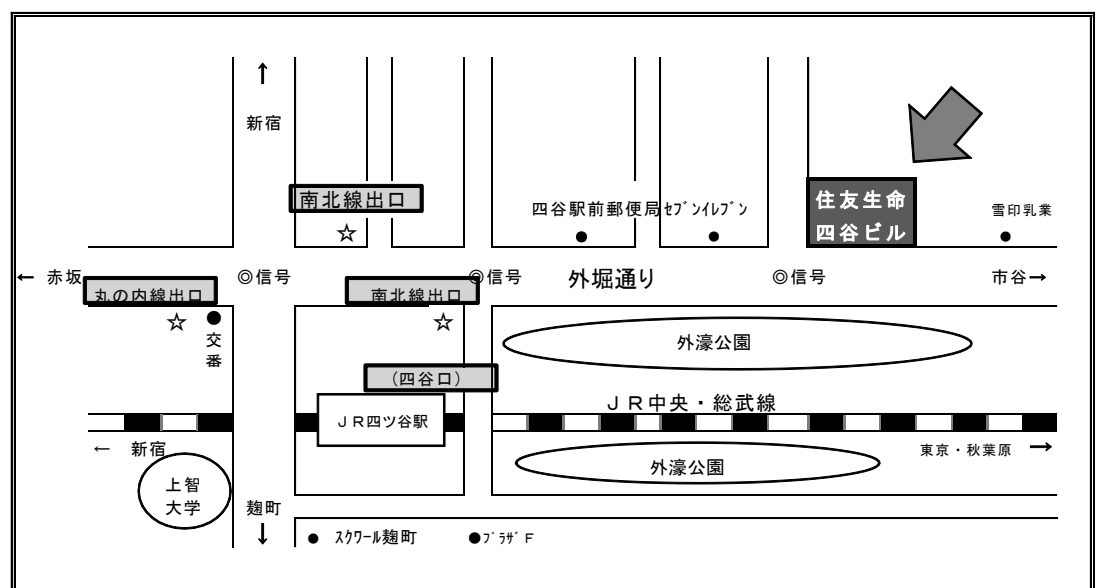 ↑
新宿
南北線出口
☆
四谷駅前郵便局 ｾﾌﾞﾝｲﾚﾌﾞﾝ
● ●
住友生命
四谷ビル
雪印乳業
●
← 赤坂
◎信号 ◎信号 外堀通り ◎信号 市谷→
丸の内線出口
南北線出口
☆ ● ☆
交
番
外濠公園
(四谷口)
ＪＲ中央・総武線
ＪＲ四ツ谷駅
← 新宿
東京・秋葉原 →
外濠公園
上智
大学
麹町
↓
● ｽｸﾜｰﾙ麹町 ●ﾌﾟﾗｻﾞＦ